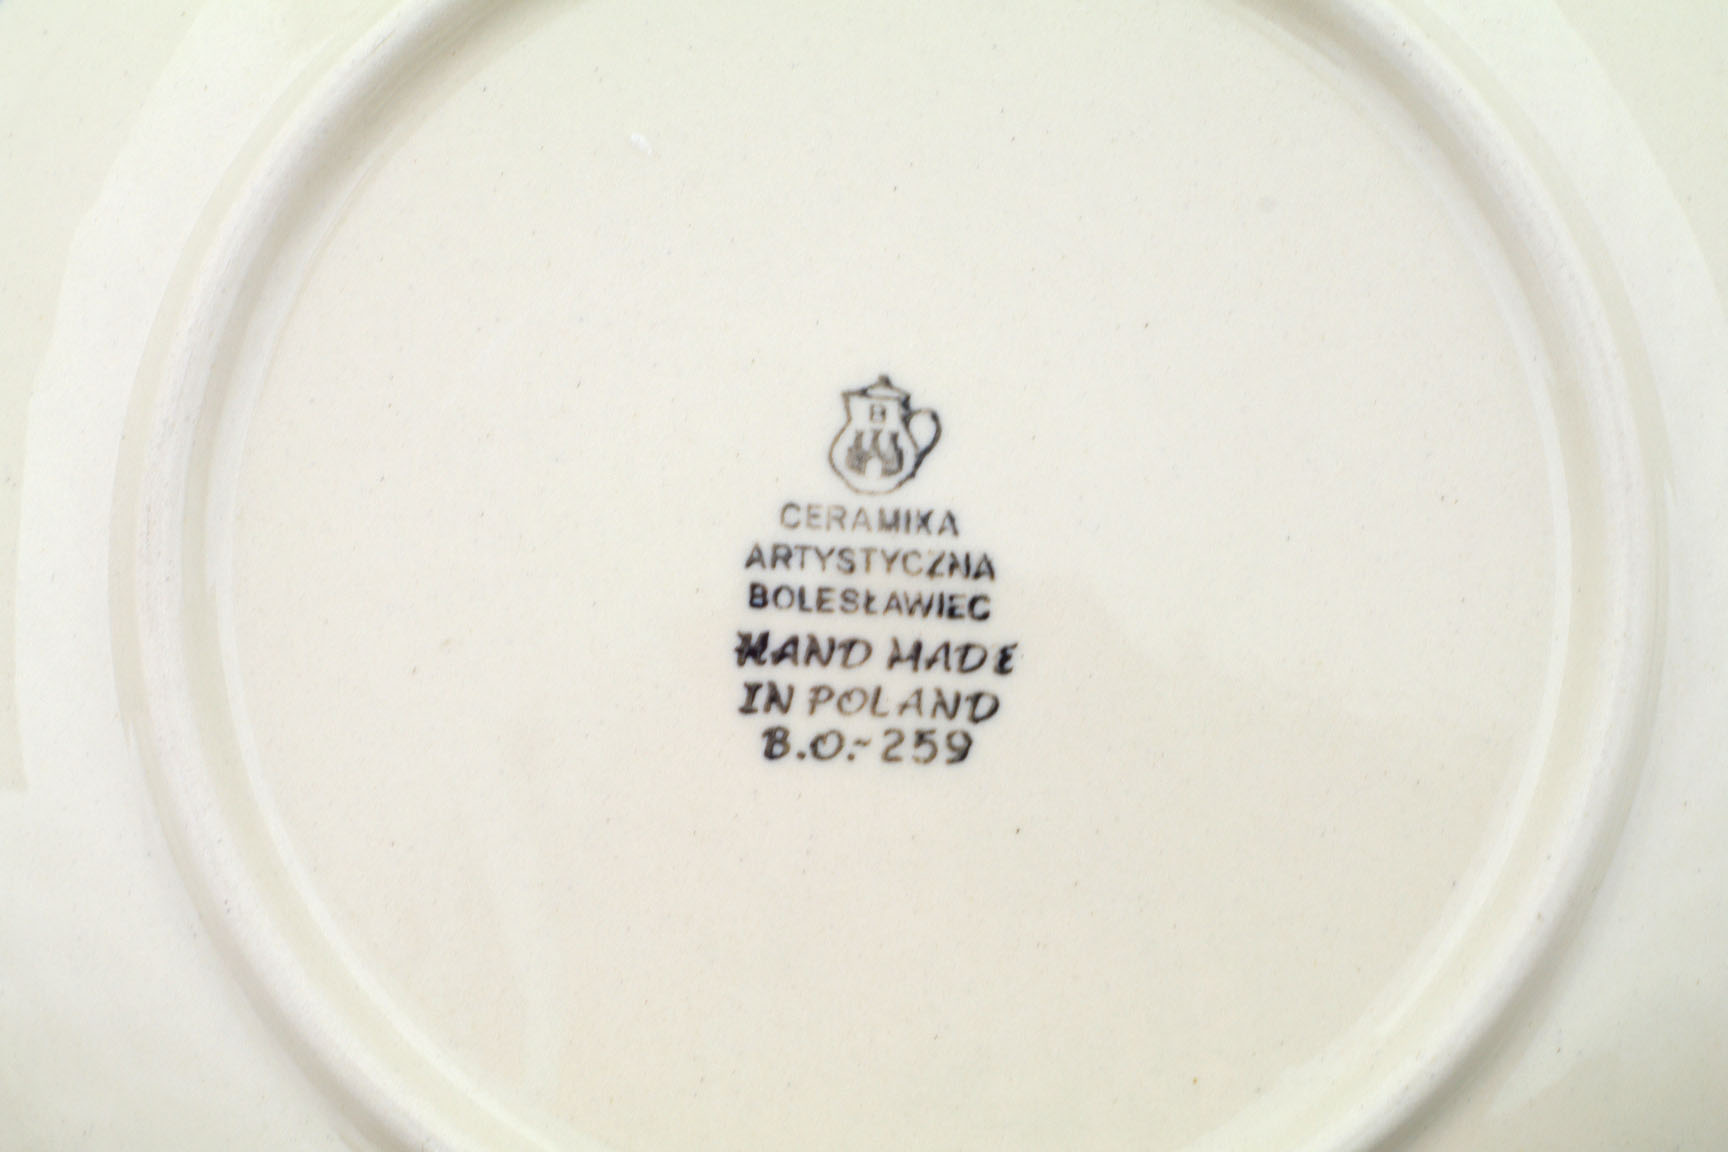 B
CERAMIKA
ARTYSTYCZNA
BOLESŁAWIEC
HAND MADE
IN POLAND
B.O.-259